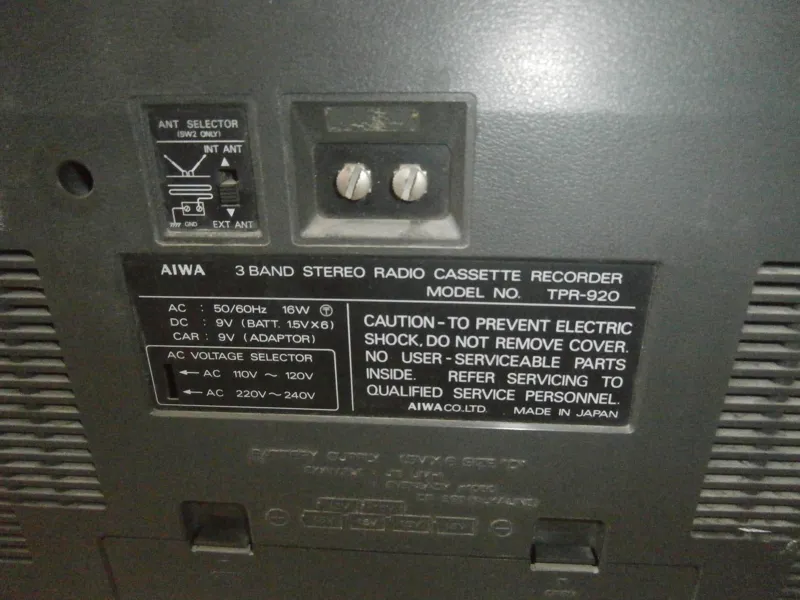 ANT SELECTOR
(SW2 ONLY)
INT ANT
GND
EXT ANT
AIWA 3 BAND STEREO RADIO CASSETTE RECORDER
MODEL NO. TPR-920
AC : 50/60Hz 16W T
DC : 9V (BATT. 1.5V X 6)
CAR : 9V (ADAPTOR)
AC VOLTAGE SELECTOR
AC 110V ~ 120V
AC 220V ~ 240V
CAUTION - TO PREVENT ELECTRIC
SHOCK, DO NOT REMOVE COVER.
NO USER - SERVICEABLE PARTS
INSIDE. REFER SERVICING TO
QUALIFIED SERVICE PERSONNEL.
AIWA CO. LTD. MADE IN JAPAN